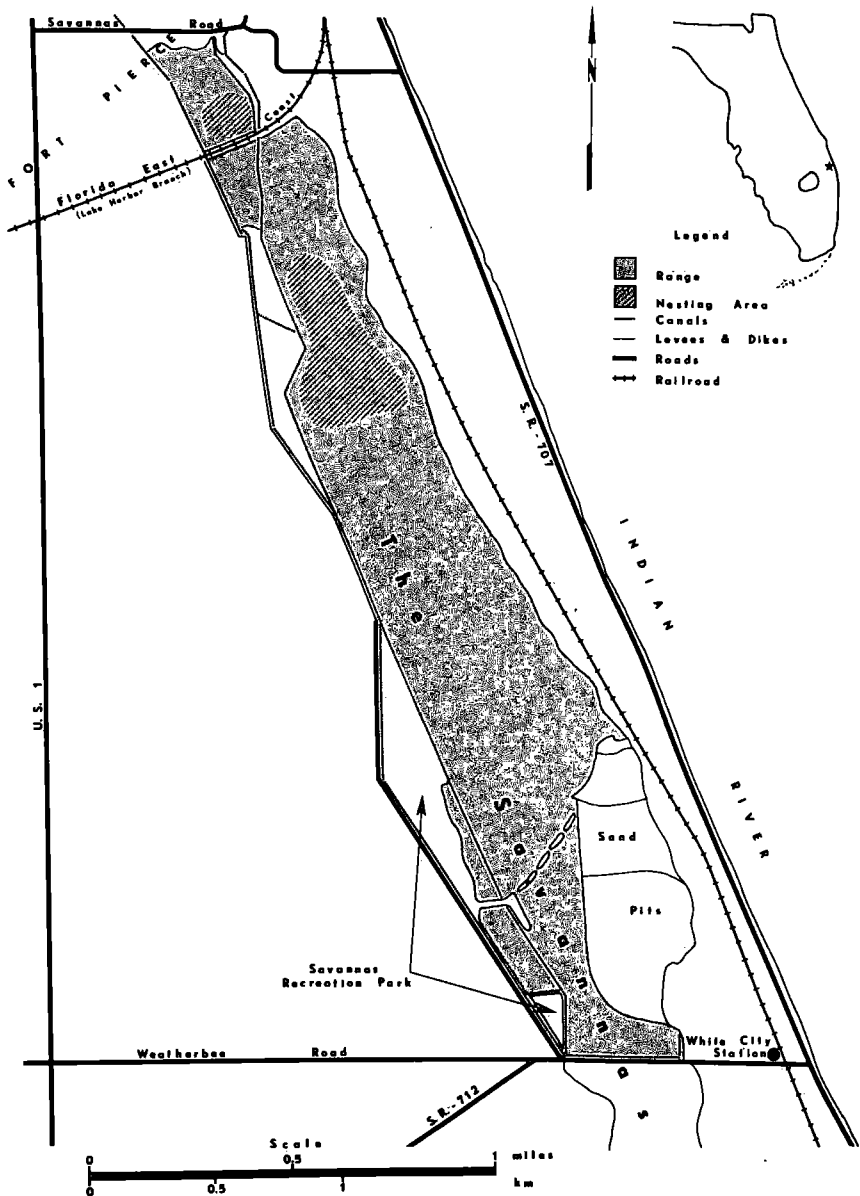 Savannas Road
FORT PIERCE
Florida East Coast
(Lake Harbor Branch)
N
Legend
Range
Nesting Area
Canals
Levees & Dikes
Roads
Railroad
S.R.-707
INDIAN RIVER
U.S. 1
The Savannas
Sand
Pits
Savannas
Recreation Park
White City
Station
Weatherbee Road
S.R.-712
Scale
0 0.5 1 miles
0 0.5 1 km